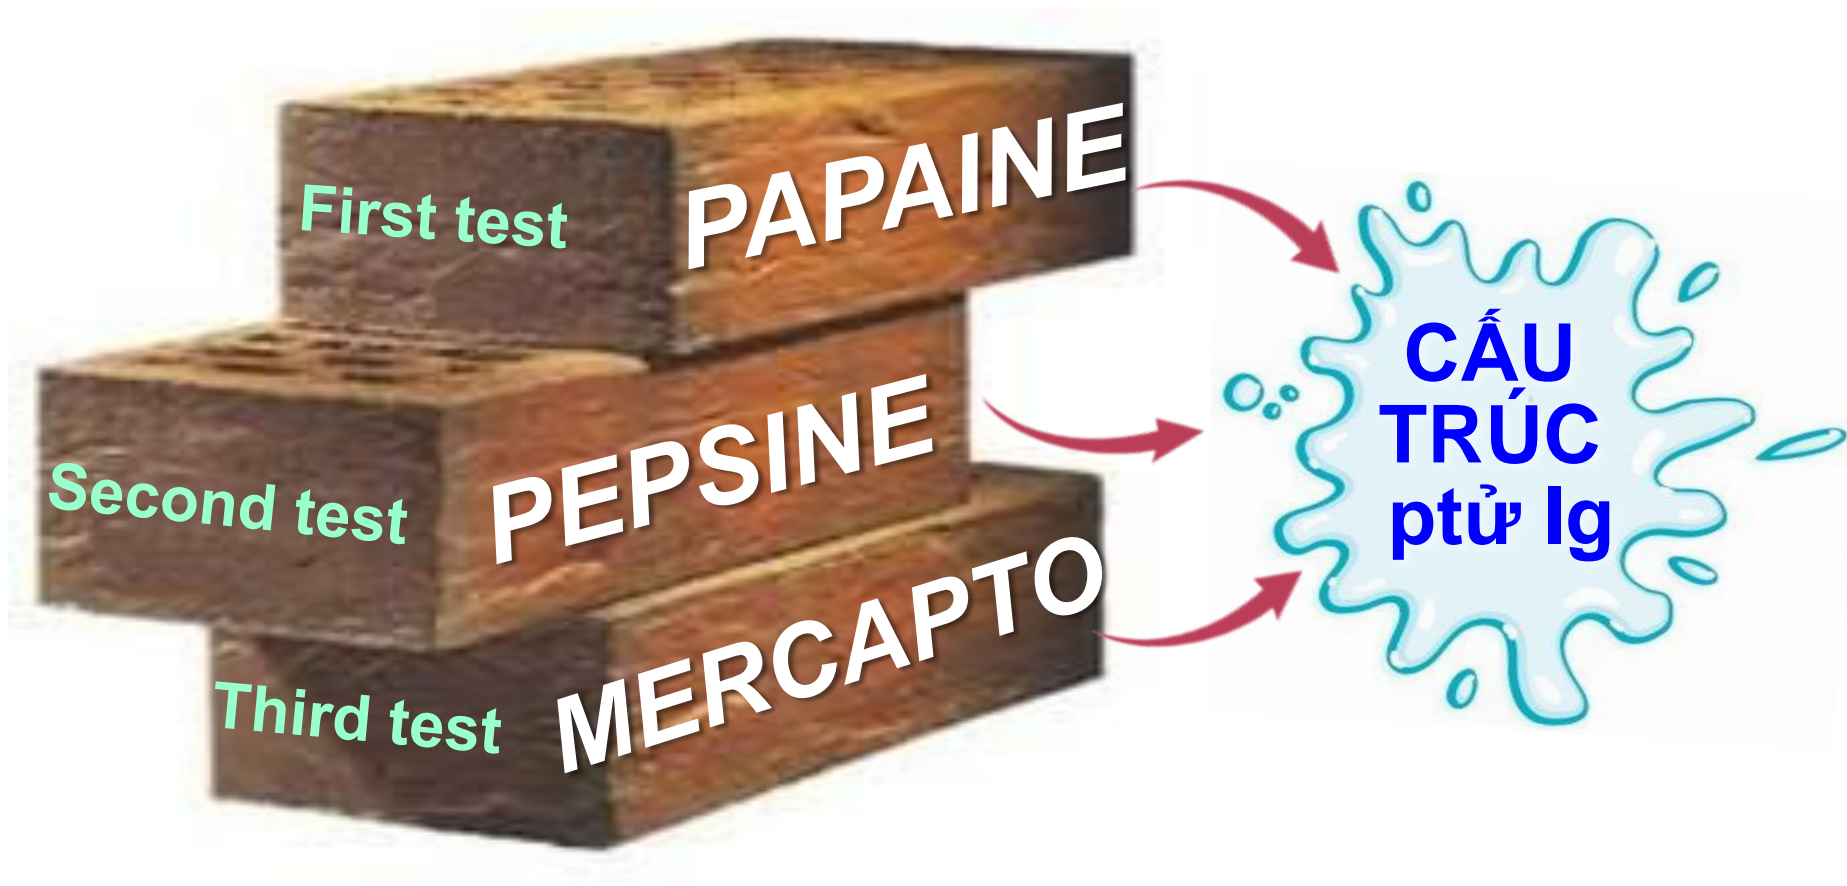 First test
PAPAINE
Second test
PEPSINE
Third test
MERCAPTO
CẤU
TRÚC
ptử Ig